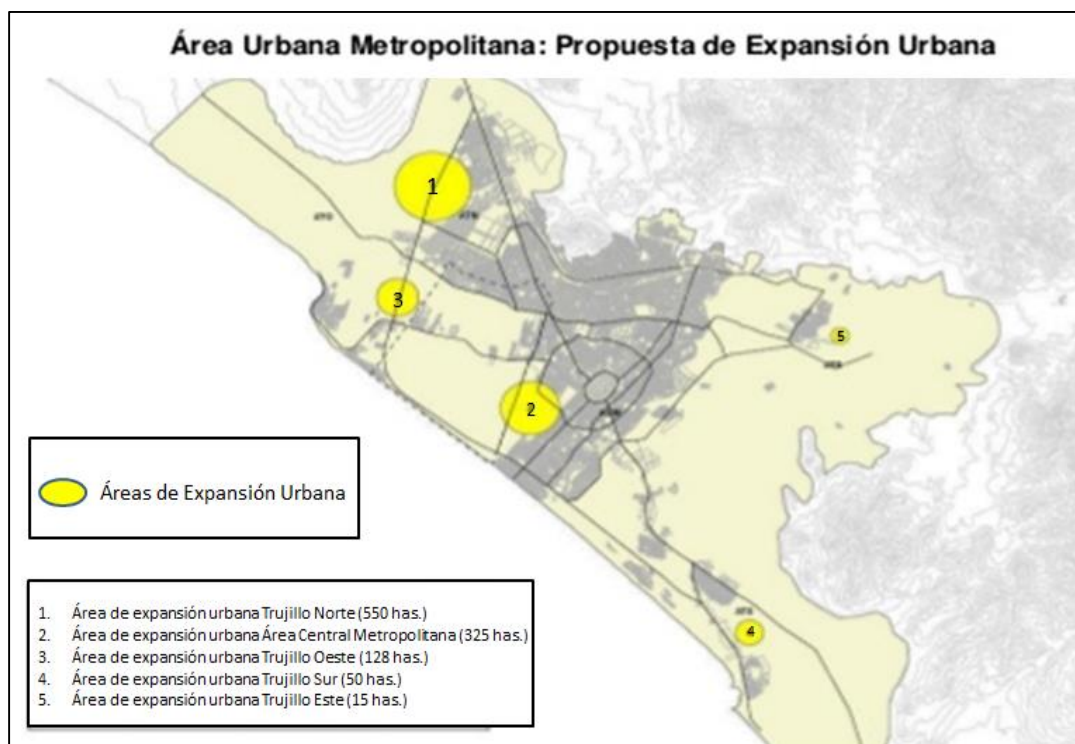 Área Urbana Metropolitana: Propuesta de Expansión Urbana
1
3
5
2
4
Áreas de Expansión Urbana
1. Área de expansión urbana Trujillo Norte (550 has.)
2. Área de expansión urbana Área Central Metropolitana (325 has.)
3. Área de expansión urbana Trujillo Oeste (128 has.)
4. Área de expansión urbana Trujillo Sur (50 has.)
5. Área de expansión urbana Trujillo Este (15 has.)